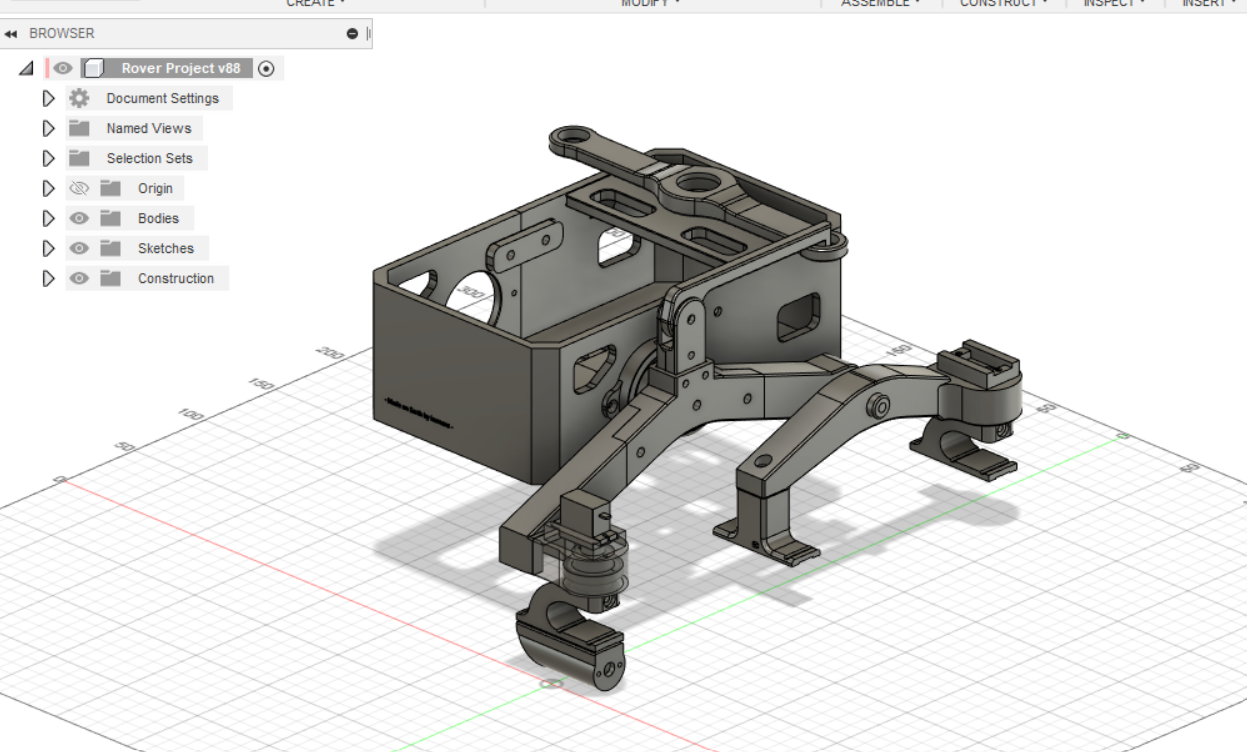 CREATE
MODIFY
ASSEMBLE
CONSTRUCT
INSPECT
INSERT
BROWSER
Rover Project v88
Document Settings
Named Views
Selection Sets
Origin
Bodies
Sketches
Construction
300
200
150
100
50
0
150
50
0
50